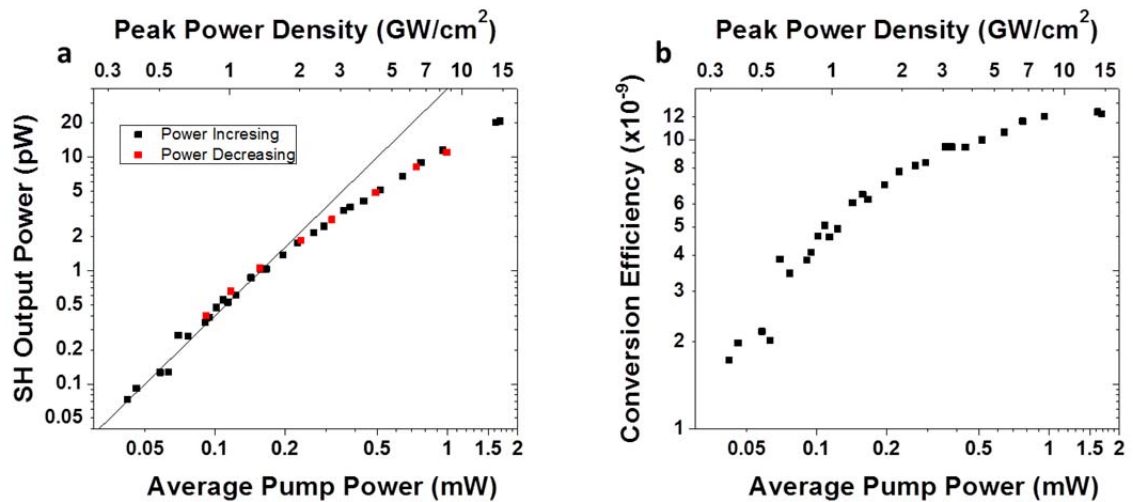 Peak Power Density (GW/cm²)
a
0.3 0.5 1 2 3 5 7 10 15
SH Output Power (pW)
20
10
5
2
1
0.5
0.2
0.1
0.05
Power Incresing
Power Decreasing
0.05 0.1 0.2 0.5 1 2
Average Pump Power (mW)
Peak Power Density (GW/cm²)
b
0.3 0.5 1 2 3 5 7 10 15
Conversion Efficiency (x10⁻⁹)
12
10
8
6
5
4
3
2
1
0.05 0.1 0.2 0.5 1 1.5 2
Average Pump Power (mW)